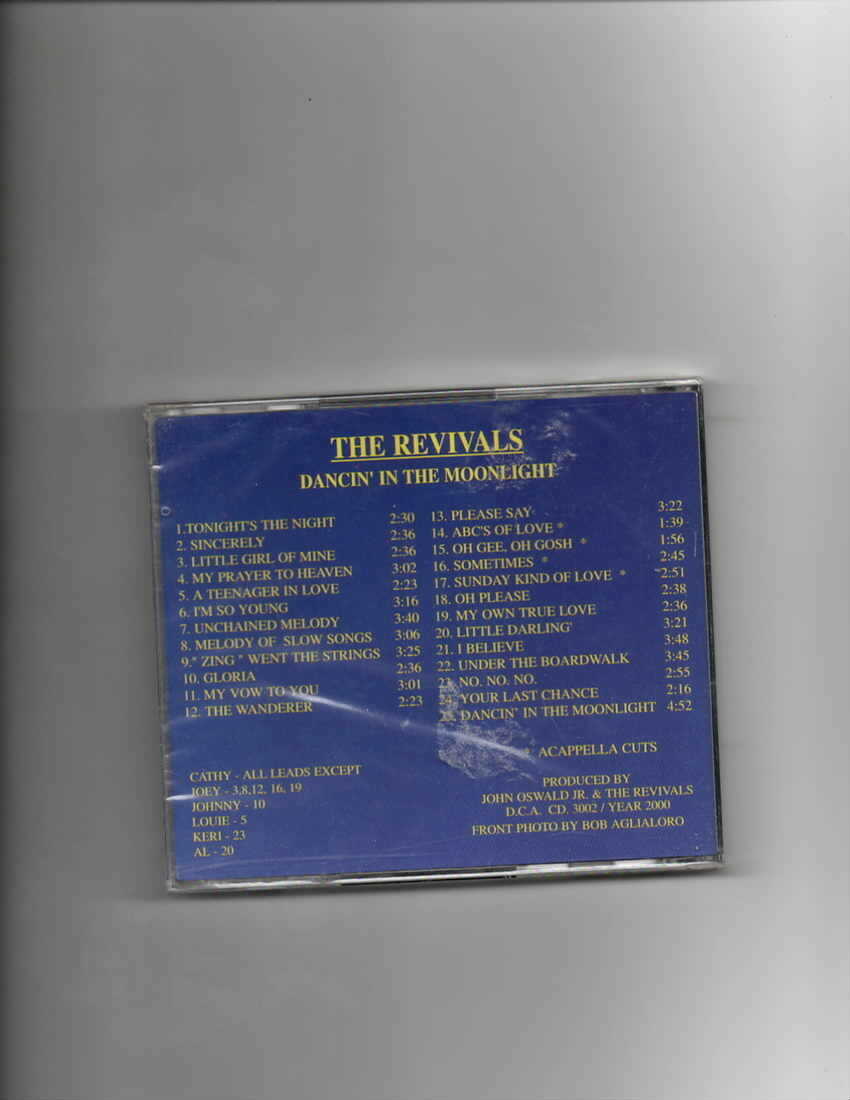 THE REVIVALS
DANCIN' IN THE MOONLIGHT
1.TONIGHT'S THE NIGHT 2:30
2. SINCERELY 2:36
3. LITTLE GIRL OF MINE 2:36
4. MY PRAYER TO HEAVEN 3:02
5. A TEENAGER IN LOVE 2:23
6. I'M SO YOUNG 3:16
7. UNCHAINED MELODY 3:40
8. MELODY OF SLOW SONGS 3:06
9." ZING " WENT THE STRINGS 3:25
10. GLORIA 2:36
11. MY VOW TO YOU 3:01
12. THE WANDERER 2:23
13. PLEASE SAY 3:22
14. ABC'S OF LOVE * 1:39
15. OH GEE, OH GOSH * 1:56
16. SOMETIMES * 2:45
17. SUNDAY KIND OF LOVE * 2:51
18. OH PLEASE 2:38
19. MY OWN TRUE LOVE 2:36
20. LITTLE DARLING' 3:21
21. I BELIEVE 3:48
22. UNDER THE BOARDWALK 3:45
23. NO. NO. NO. 2:55
24. YOUR LAST CHANCE 2:16
25. DANCIN' IN THE MOONLIGHT 4:52
* ACAPPELLA CUTS
CATHY - ALL LEADS EXCEPT
JOEY - 3,8,12, 16, 19
JOHNNY - 10
LOUIE - 5
KERI - 23
AL - 20
PRODUCED BY
JOHN OSWALD JR. & THE REVIVALS
D.C.A. CD. 3002 / YEAR 2000
FRONT PHOTO BY BOB AGLIALORO